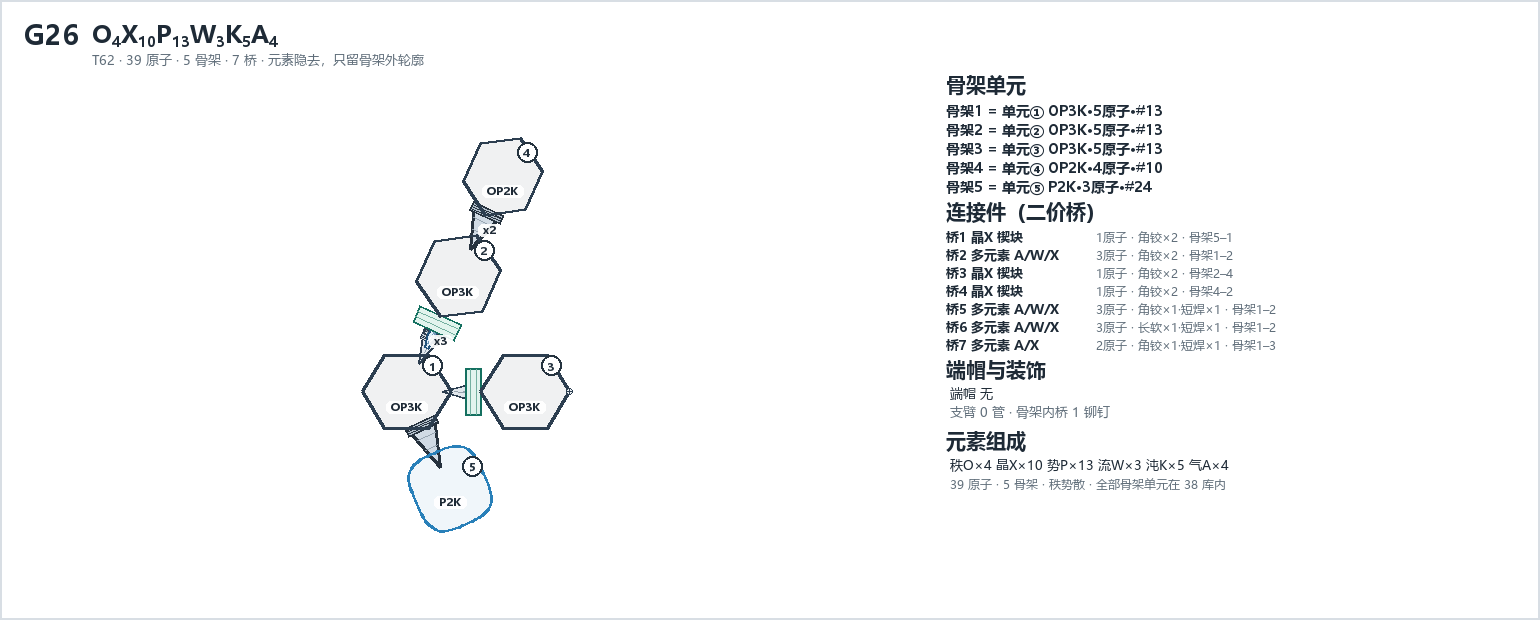 G26 O₄X₁₀P₁₃W₃K₅A₄
T62 · 39 原子 · 5 骨架 · 7 桥 · 元素隐去，只留骨架外轮廓
4
OP2K
x2
2
OP3K
x3
1
OP3K
3
OP3K
5
P2K
骨架单元
骨架1 = 单元① OP3K•5原子•#13
骨架2 = 单元② OP3K•5原子•#13
骨架3 = 单元③ OP3K•5原子•#13
骨架4 = 单元④ OP2K•4原子•#10
骨架5 = 单元⑤ P2K•3原子•#24
连接件（二价桥）
桥1 晶X 楔块 1原子 · 角铰×2 · 骨架5–1
桥2 多元素 A/W/X 3原子 · 角铰×2 · 骨架1–2
桥3 晶X 楔块 1原子 · 角铰×2 · 骨架2–4
桥4 晶X 楔块 1原子 · 角铰×2 · 骨架4–2
桥5 多元素 A/W/X 3原子 · 角铰×1·短焊×1 · 骨架1–2
桥6 多元素 A/W/X 3原子 · 长软×1·短焊×1 · 骨架1–2
桥7 多元素 A/X 2原子 · 角铰×1·短焊×1 · 骨架1–3
端帽与装饰
端帽 无
支臂 0 管 · 骨架内桥 1 铆钉
元素组成
秩O×4 晶X×10 势P×13 流W×3 沌K×5 气A×4
39 原子 · 5 骨架 · 秩势散 · 全部骨架单元在 38 库内